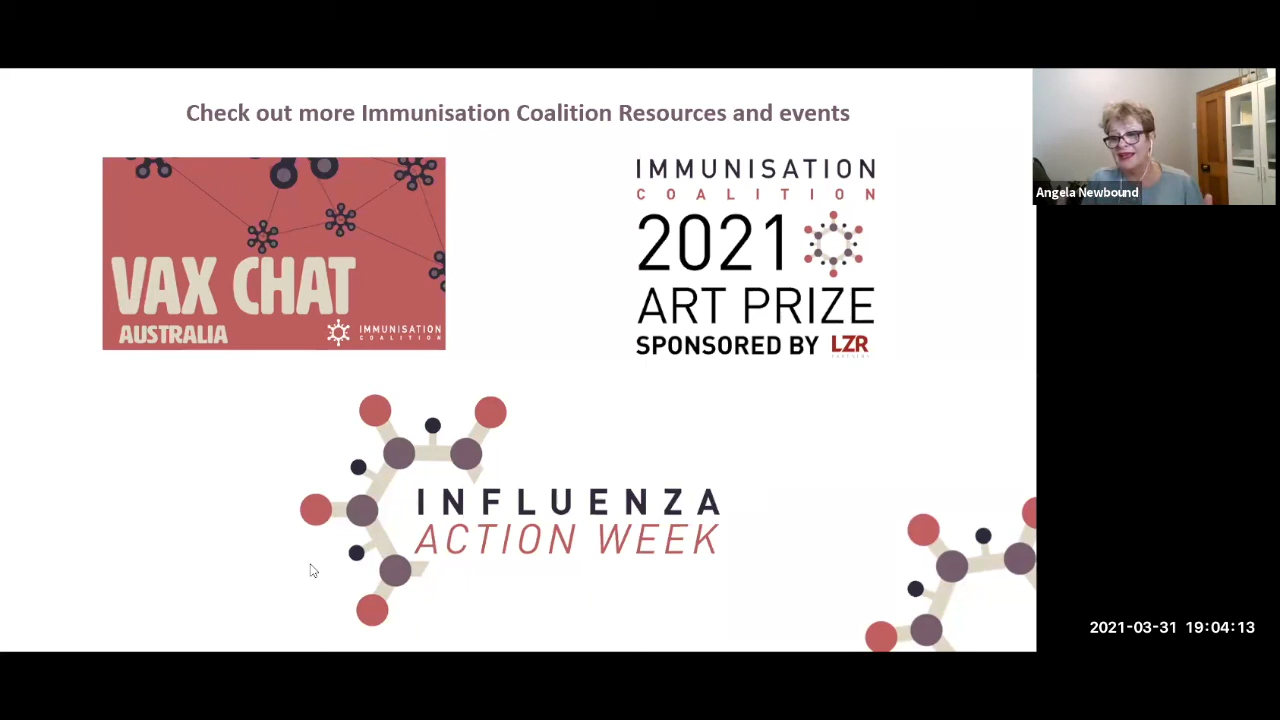 Check out more Immunisation Coalition Resources and events
VAX CHAT
AUSTRALIA
IMMUNISATION
COALITION
IMMUNISATION
COALITION
2021
ART PRIZE
SPONSORED BY LZR
INFLUENZA
ACTION WEEK
Angela Newbound
2021-03-31 19:04:13